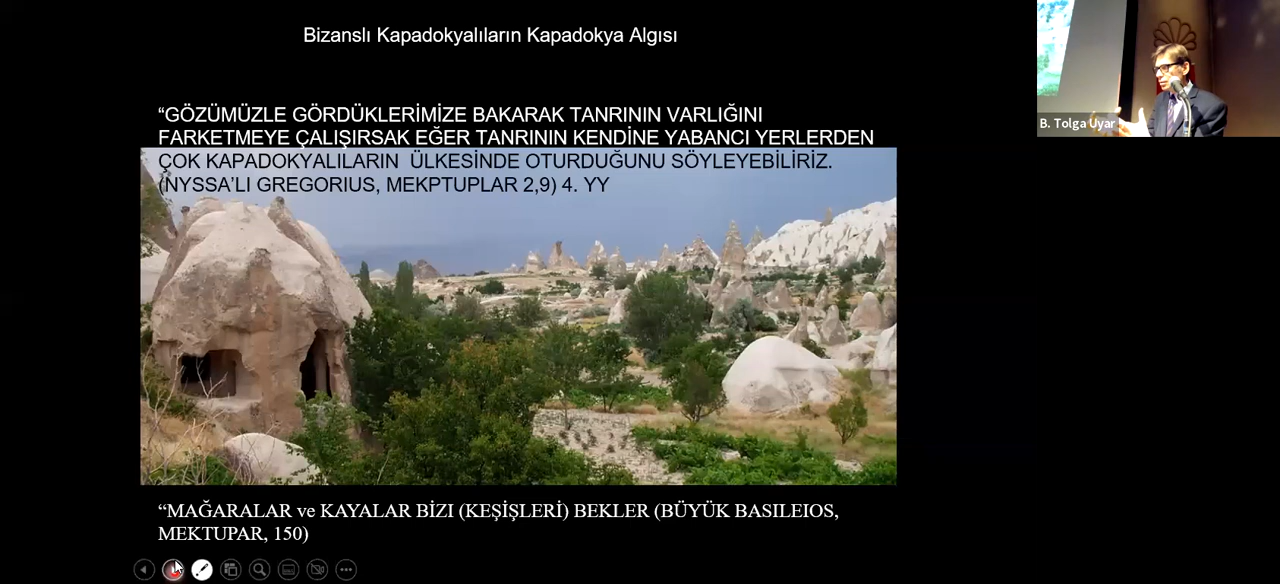 Bizanslı Kapadokyalıların Kapadokya Algısı
“GÖZÜMÜZLE GÖRDÜKLERİMİZE BAKARAK TANRININ VARLIĞINI
FARKETMEYE ÇALIŞIRSAK EĞER TANRININ KENDİNE YABANCI YERLERDEN
ÇOK KAPADOKYALILARIN ÜLKESİNDE OTURDUĞUNU SÖYLEYEBİLİRİZ.
(NYSSA’LI GREGORIUS, MEKPTUPLAR 2,9) 4. YY
“MAĞARALAR ve KAYALAR BİZI (KEŞİŞLERİ) BEKLER (BÜYÜK BASILEIOS,
MEKTUPAR, 150)
B. Tolga Uyar